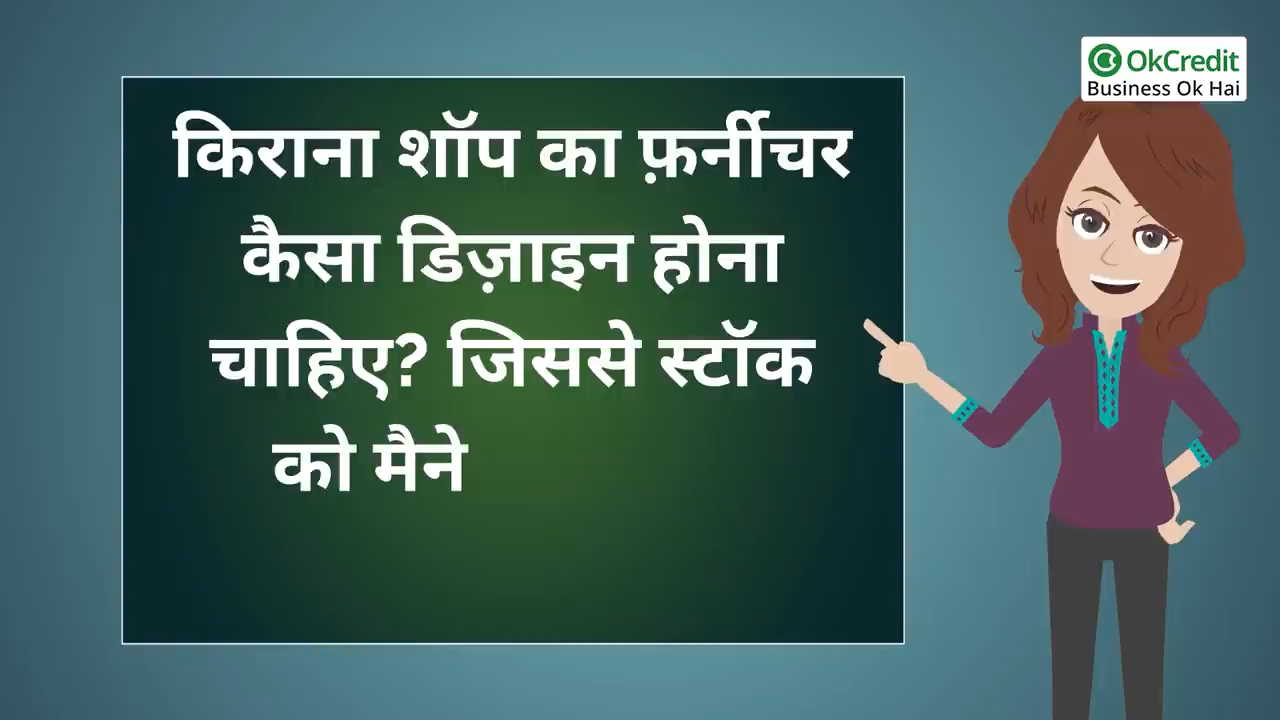 OkCredit
Business Ok Hai
किराना शॉप का फ़र्नीचर
कैसा डिज़ाइन होना
चाहिए? जिससे स्टॉक
को मैने